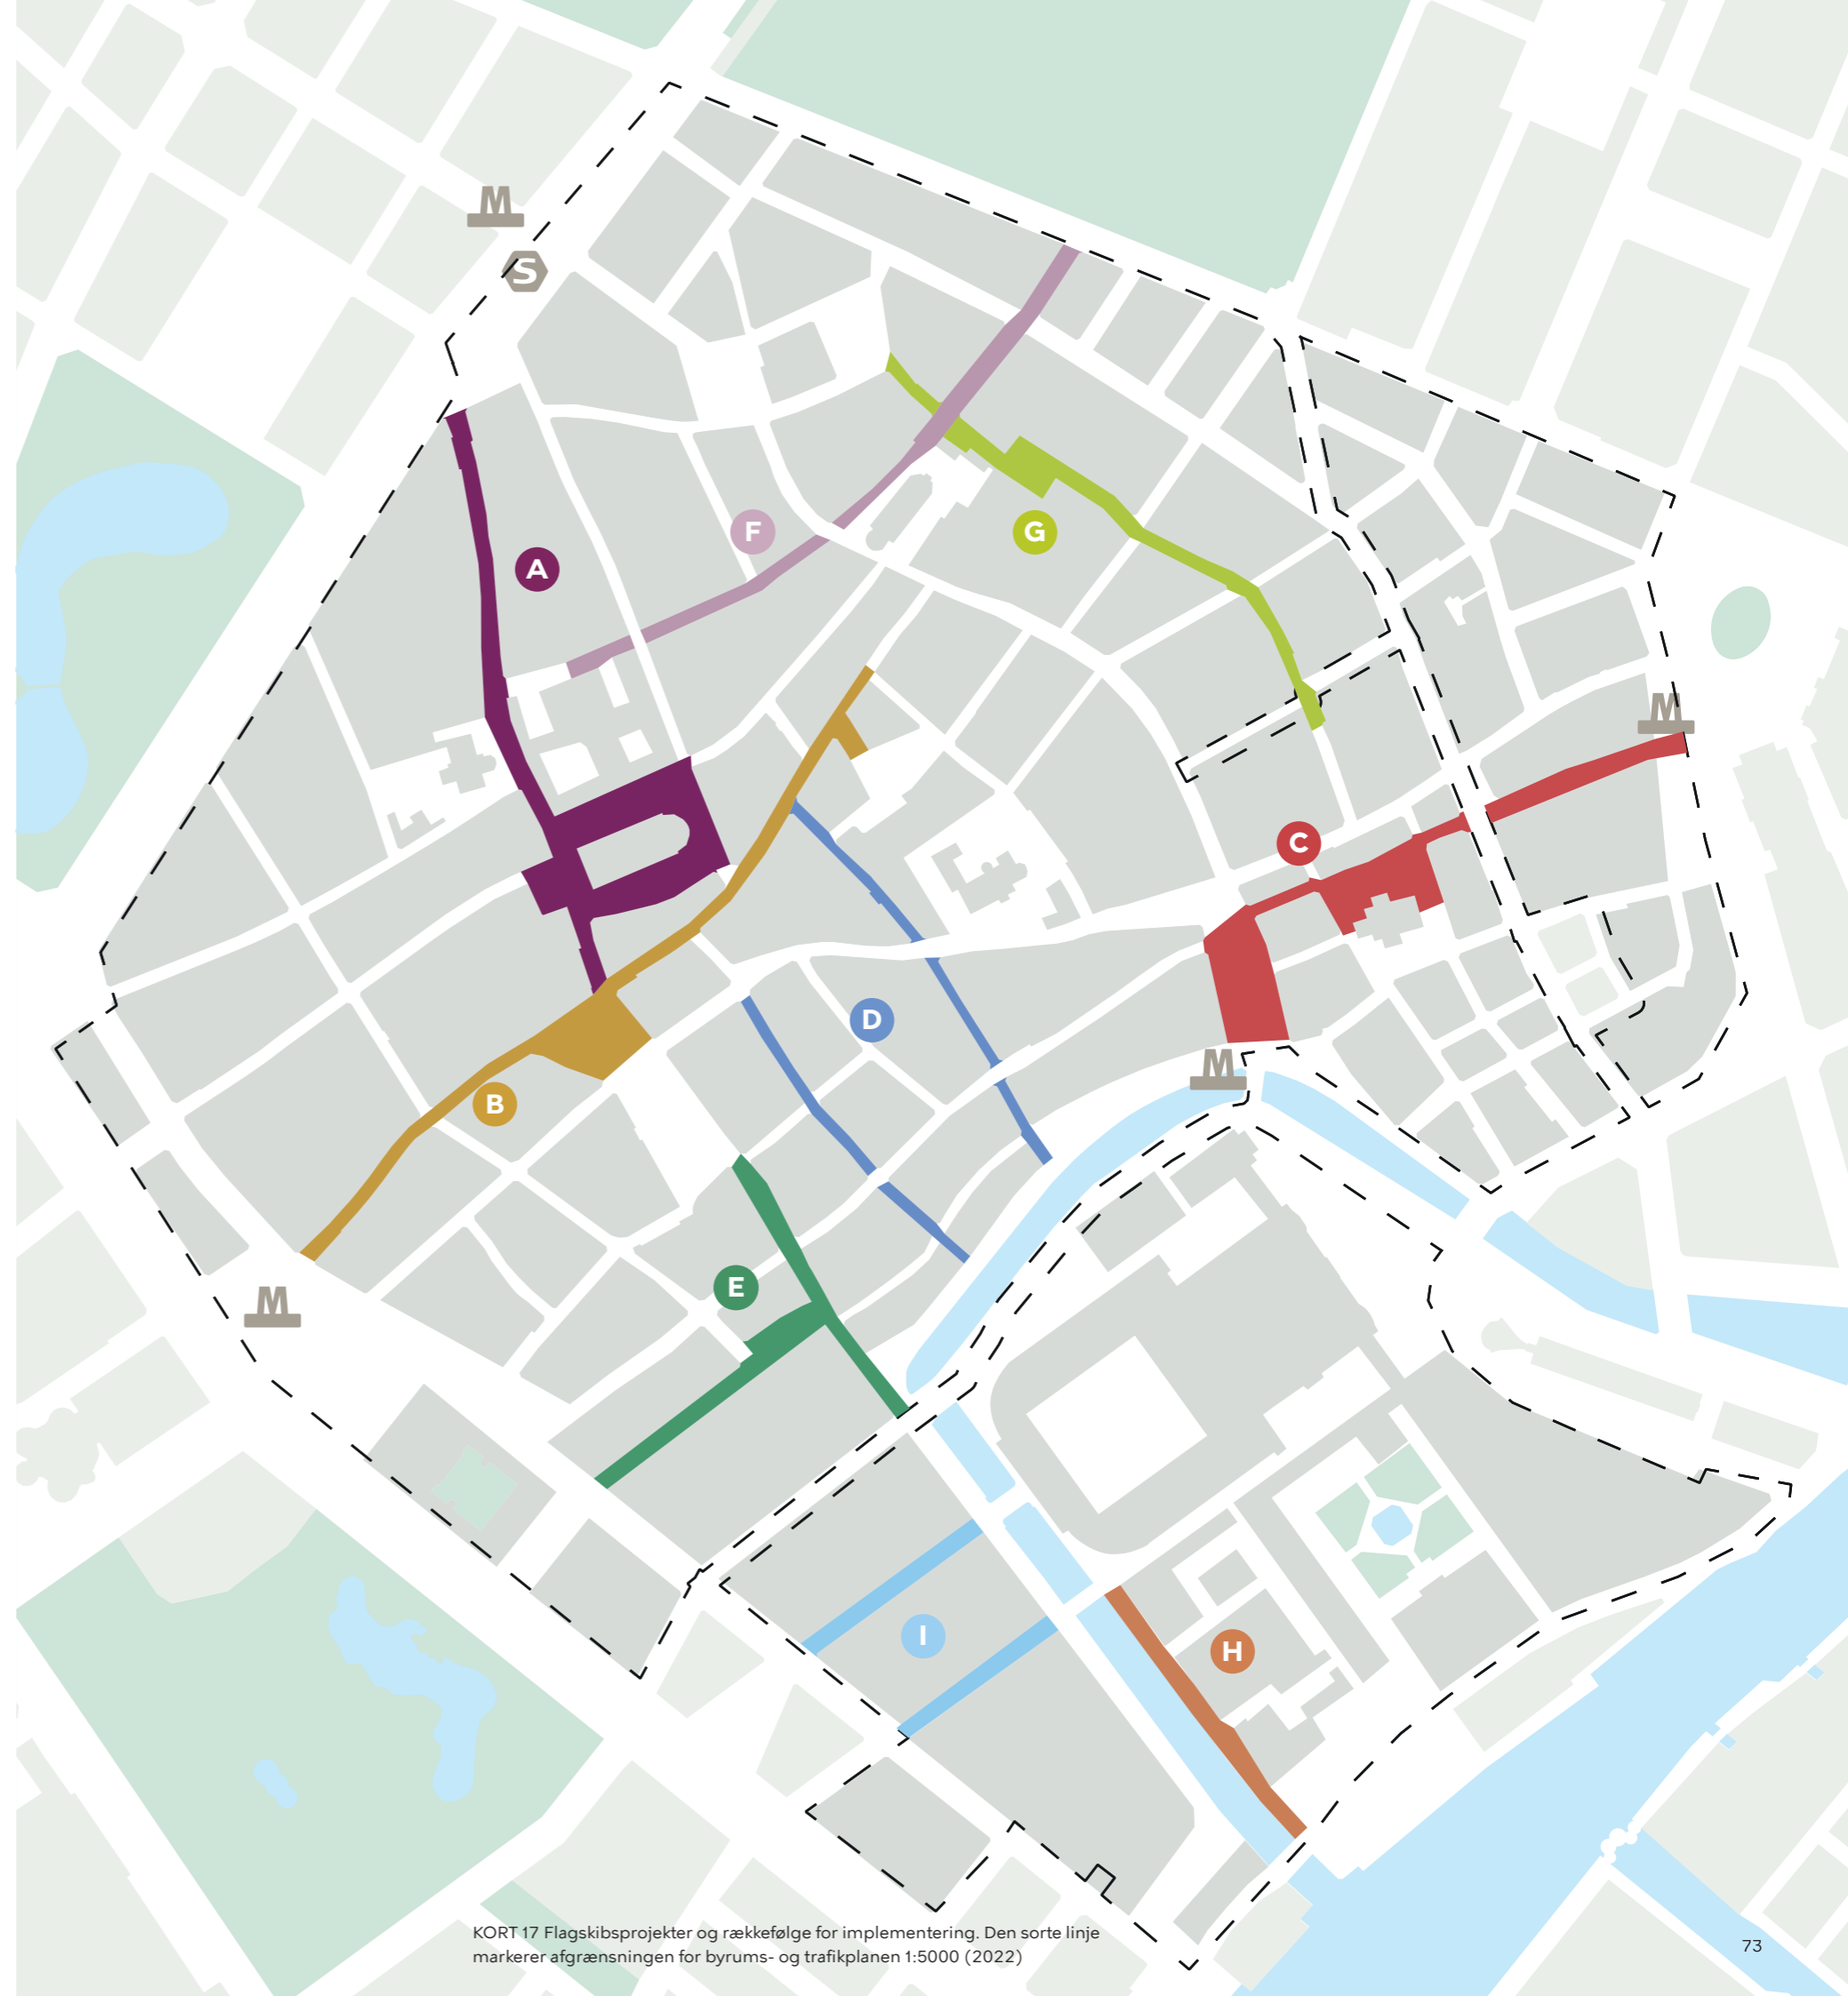 M
S
A
F
G
M
C
D
M
B
E
M
I
H
KORT 17 Flagskibsprojekter og rækkefølge for implementering. Den sorte linje
markerer afgrænsningen for byrums- og trafikplanen 1:5000 (2022)
73